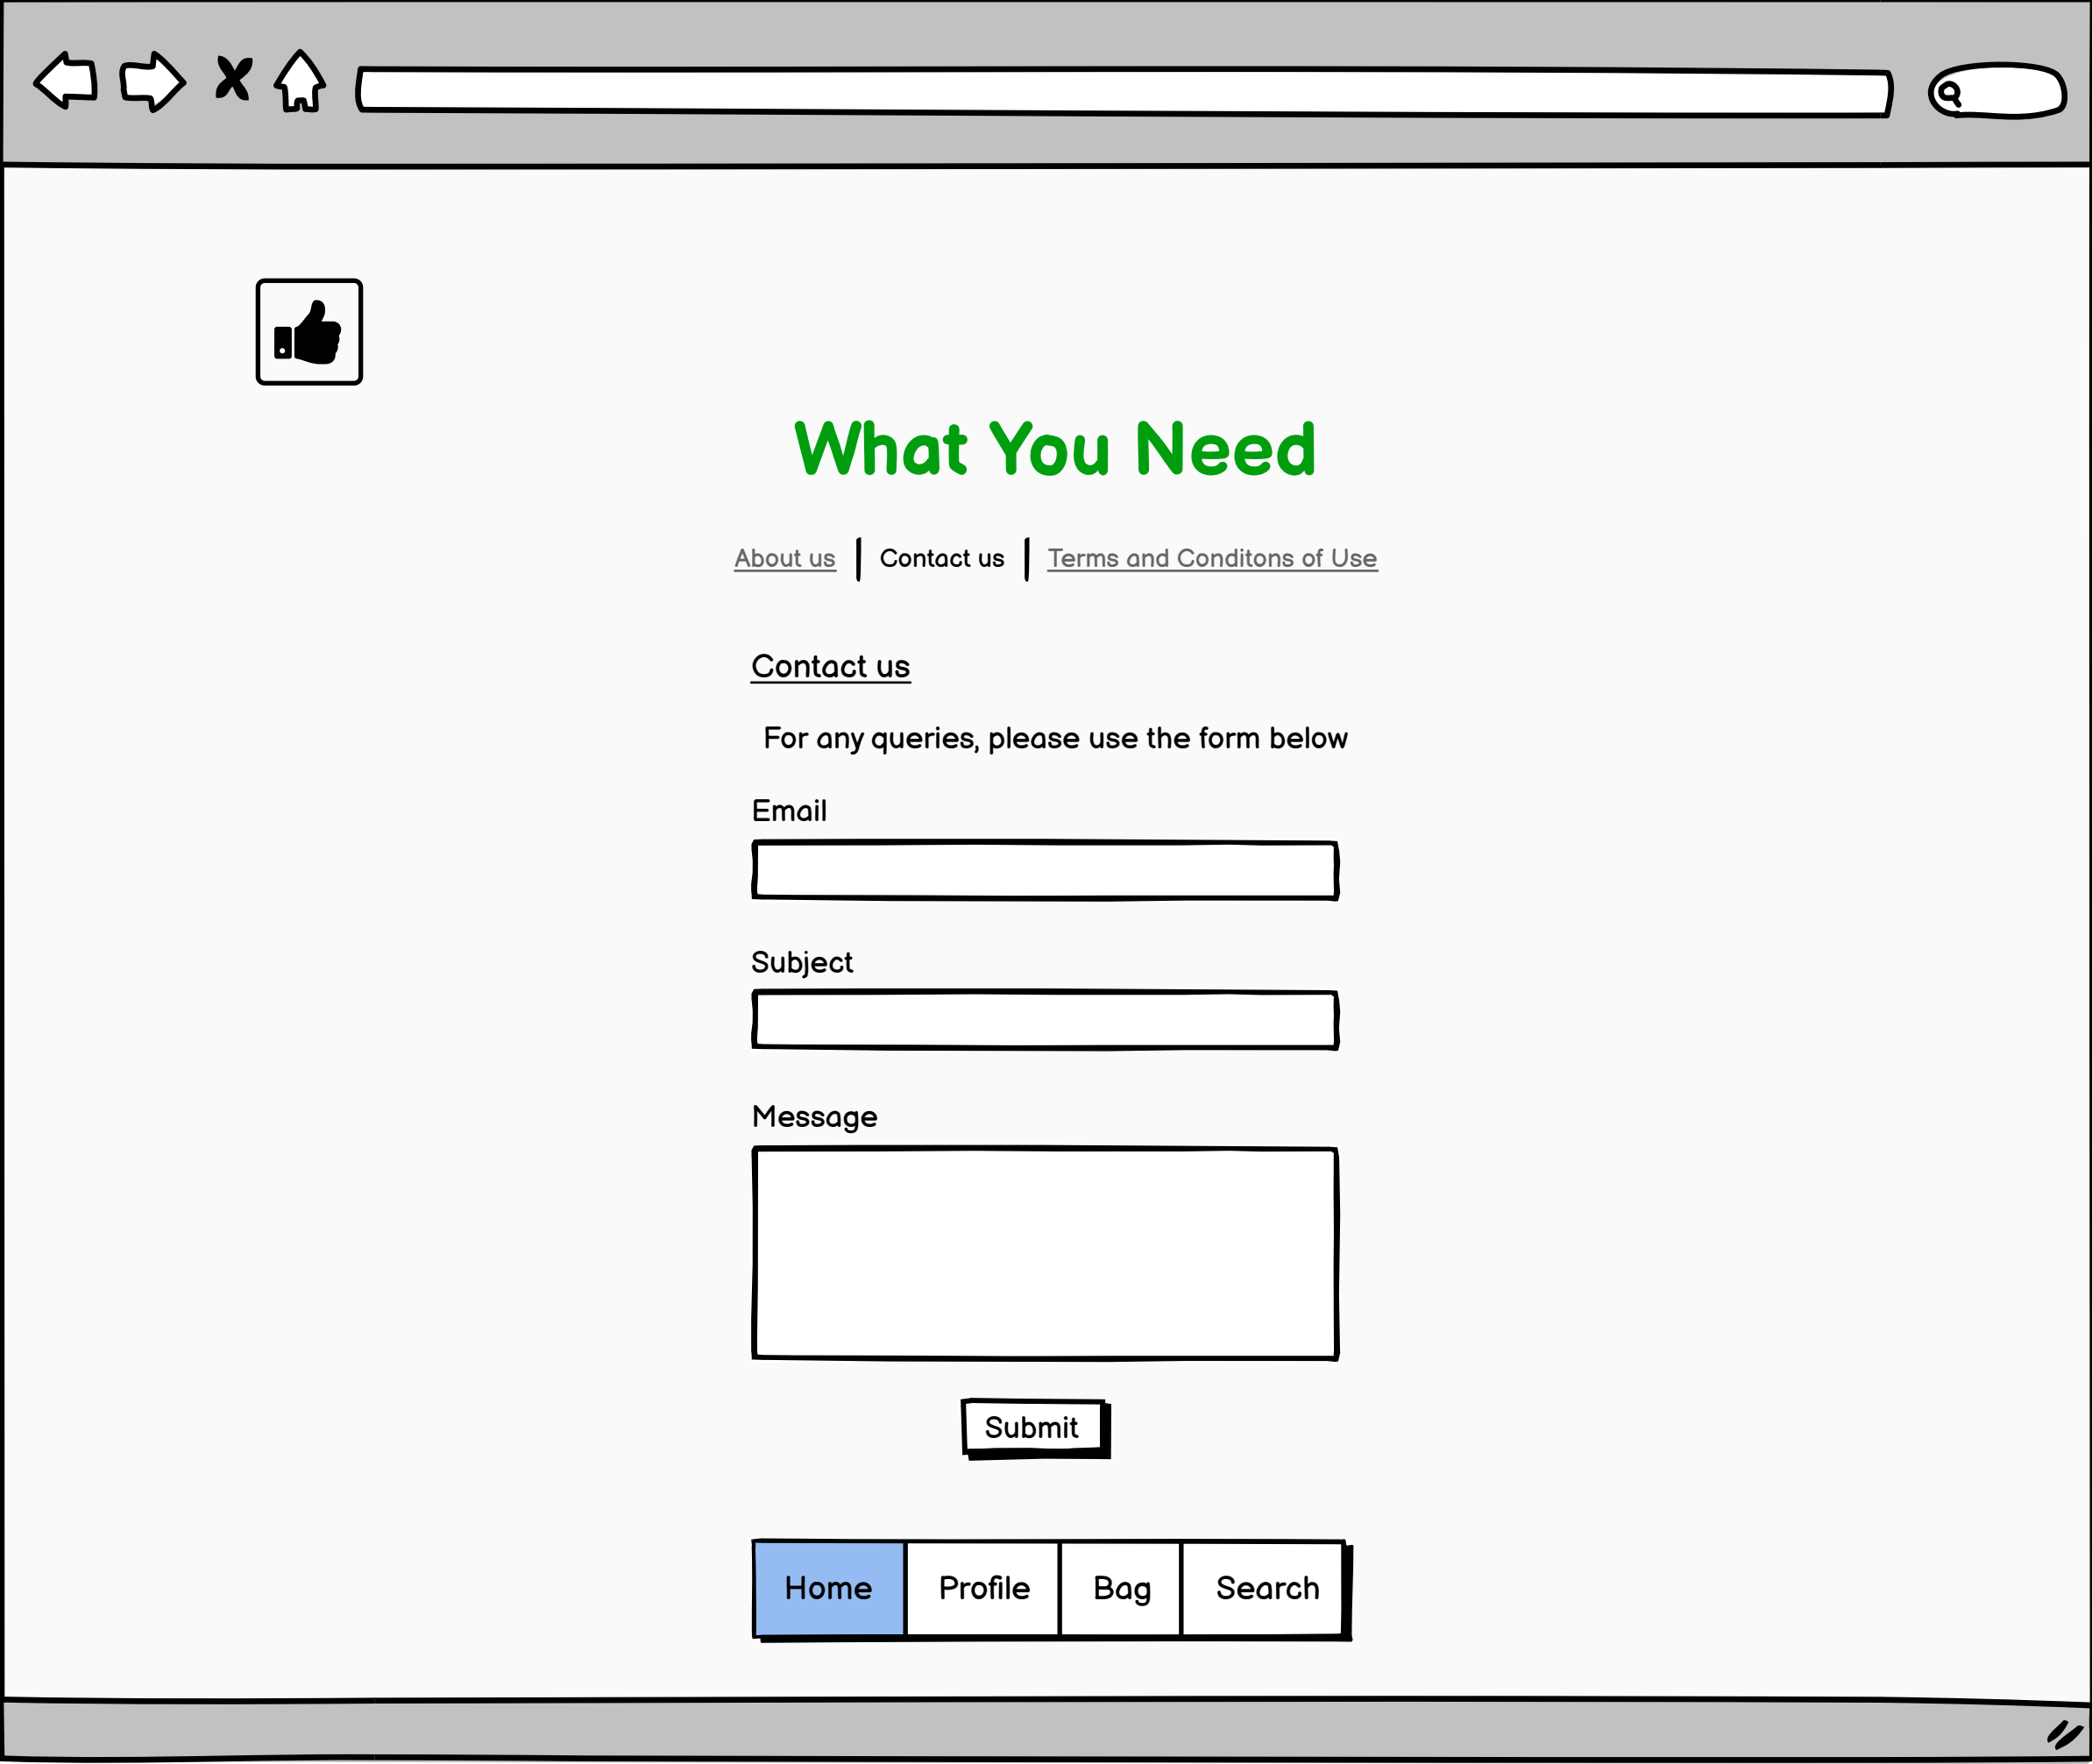 What You Need
About us | Contact us | Terms and Conditons of Use
Contact us
For any queries, please use the form below
Email
Subject
Message
Submit
Home Profile Bag Search